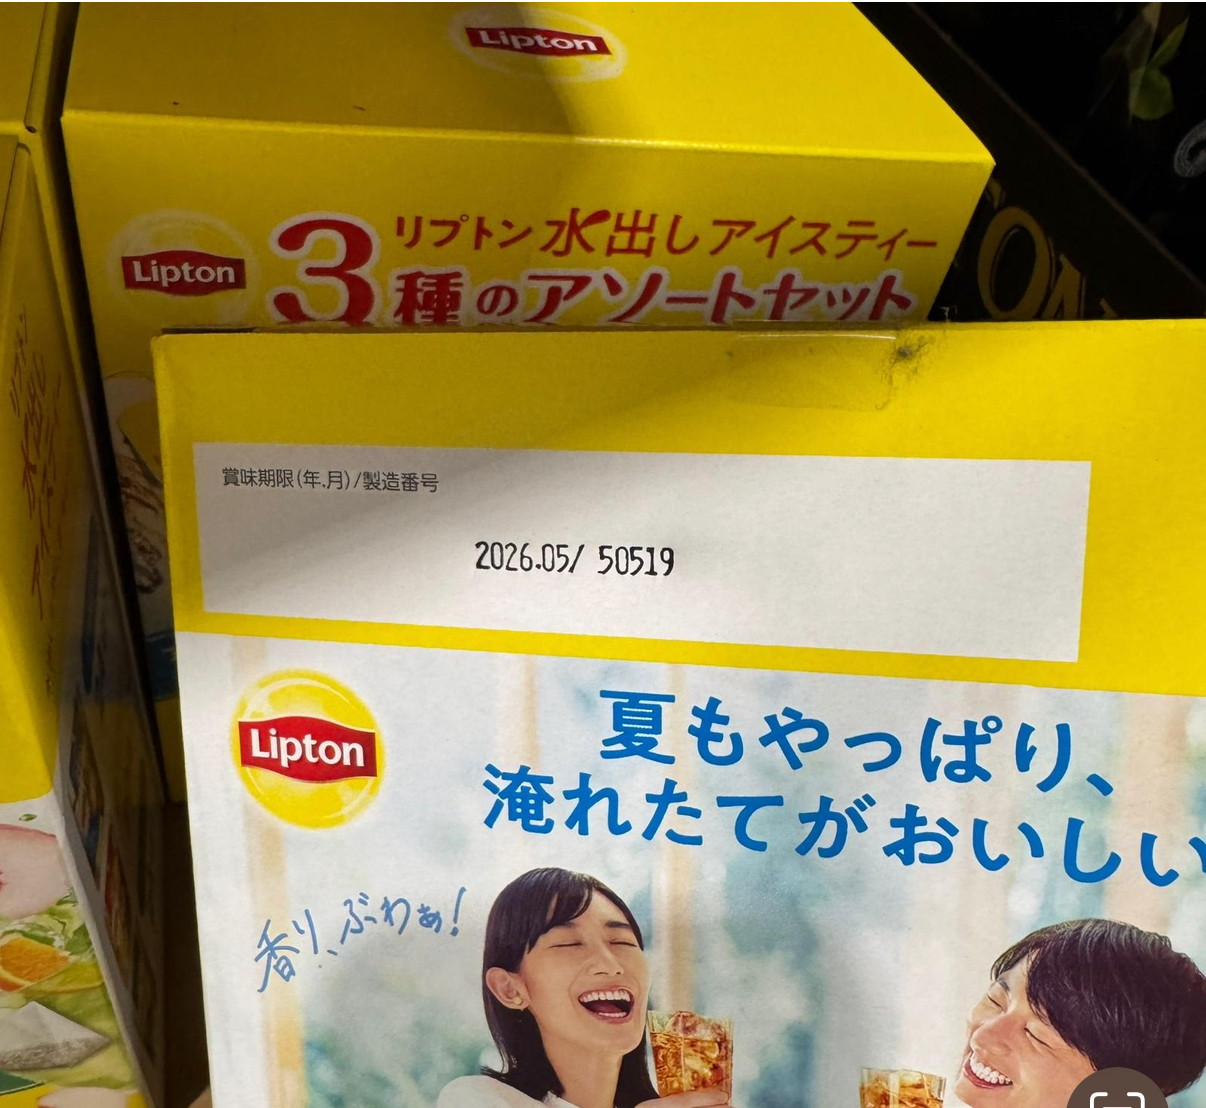 Lipton
Lipton
3種のアソートセット
リプトン 水出しアイスティー
賞味期限(年.月)/製造番号
2026.05/ 50519
Lipton
夏もやっぱり、
淹れたてがおいしい
香り、ぶわぁ!